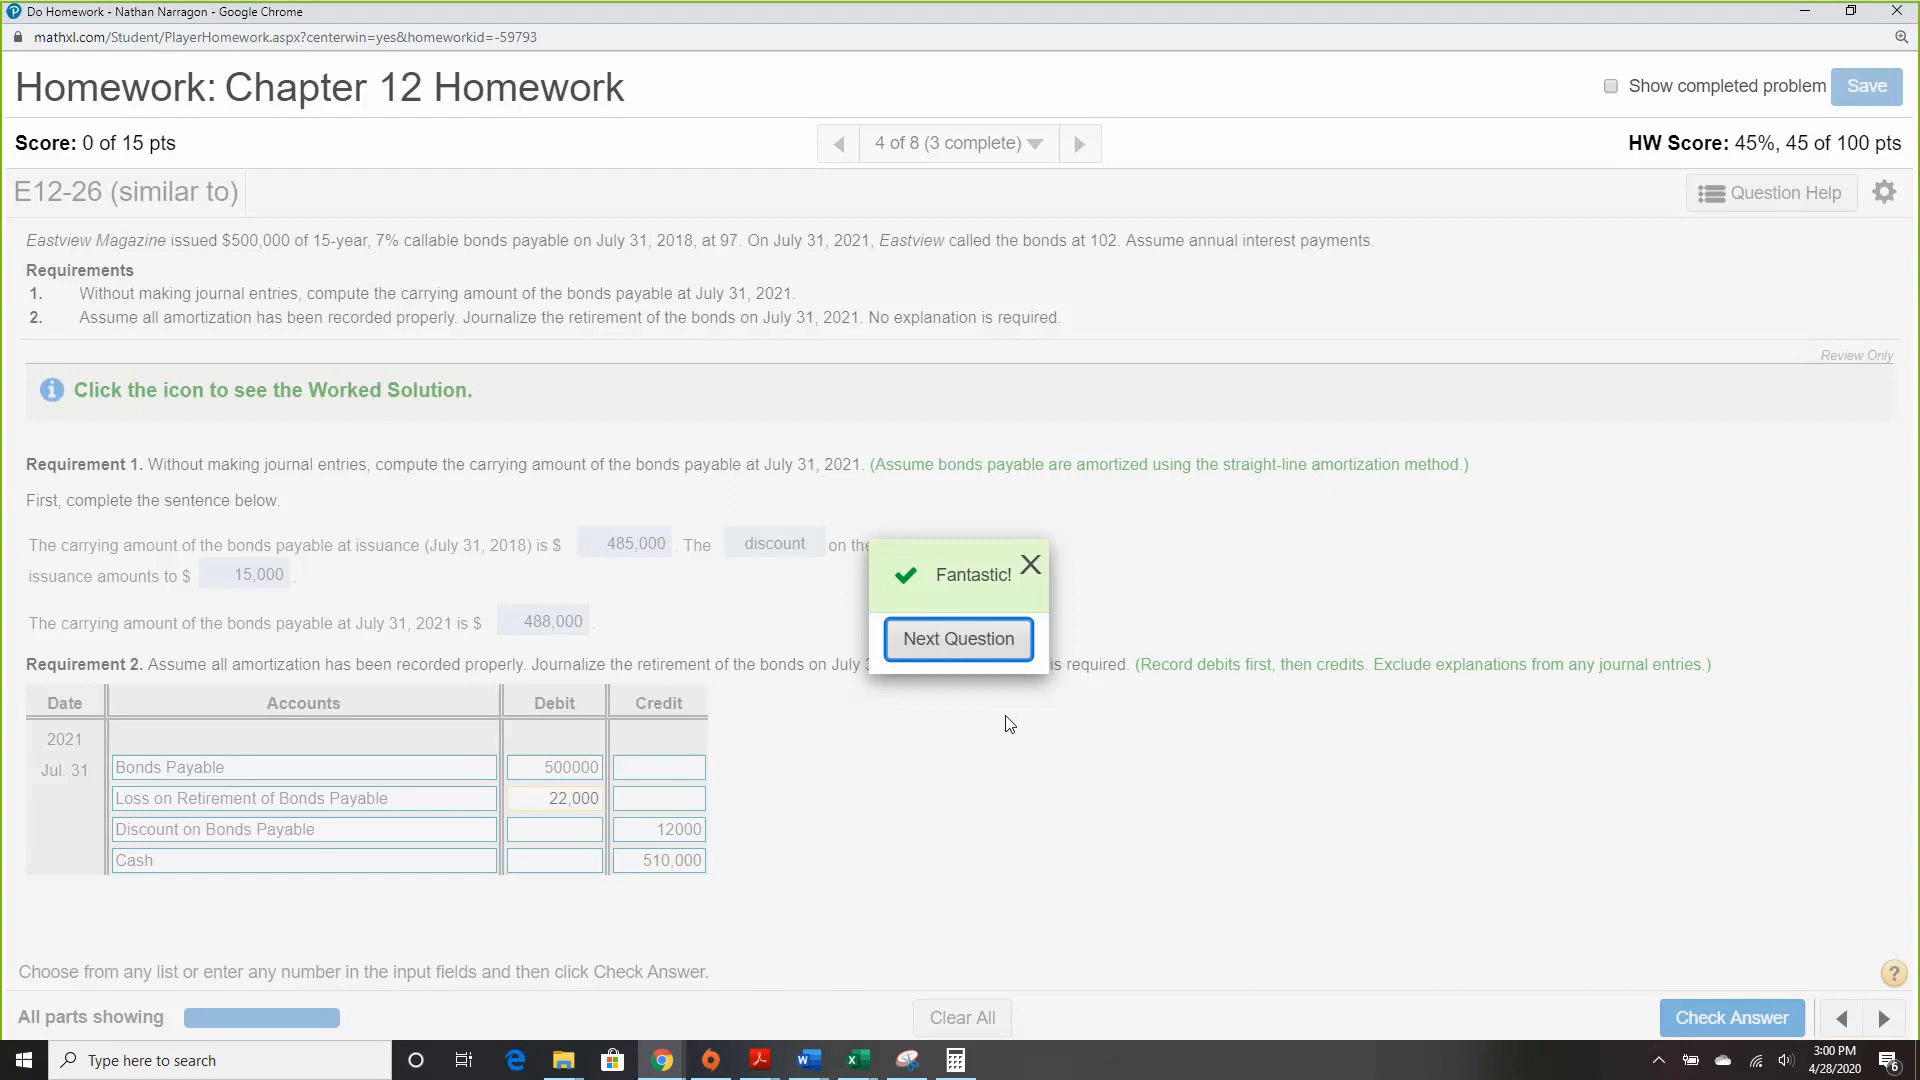 Do Homework - Nathan Narragon - Google Chrome
mathxl.com/Student/PlayerHomework.aspx?centerwin=yes&homeworkid=-59793
Homework: Chapter 12 Homework
Show completed problem
Save
Score: 0 of 15 pts
4 of 8 (3 complete)
HW Score: 45%, 45 of 100 pts
E12-26 (similar to)
Question Help
Eastview Magazine issued $500,000 of 15-year, 7% callable bonds payable on July 31, 2018, at 97. On July 31, 2021, Eastview called the bonds at 102. Assume annual interest payments.
Requirements
1. Without making journal entries, compute the carrying amount of the bonds payable at July 31, 2021.
2. Assume all amortization has been recorded properly. Journalize the retirement of the bonds on July 31, 2021. No explanation is required.
Review Only
Click the icon to see the Worked Solution.
Requirement 1. Without making journal entries, compute the carrying amount of the bonds payable at July 31, 2021. (Assume bonds payable are amortized using the straight-line amortization method.)
First, complete the sentence below.
The carrying amount of the bonds payable at issuance (July 31, 2018) is $ 485,000 . The discount on the
issuance amounts to $ 15,000 .
Fantastic!
Next Question
The carrying amount of the bonds payable at July 31, 2021 is $ 488,000 .
Requirement 2. Assume all amortization has been recorded properly. Journalize the retirement of the bonds on July is required. (Record debits first, then credits. Exclude explanations from any journal entries.)
Date Accounts Debit Credit
2021
Jul. 31 Bonds Payable 500000
Loss on Retirement of Bonds Payable 22,000
Discount on Bonds Payable 12000
Cash 510,000
Choose from any list or enter any number in the input fields and then click Check Answer.
?
All parts showing
Clear All
Check Answer
Type here to search
3:00 PM
4/28/2020
6